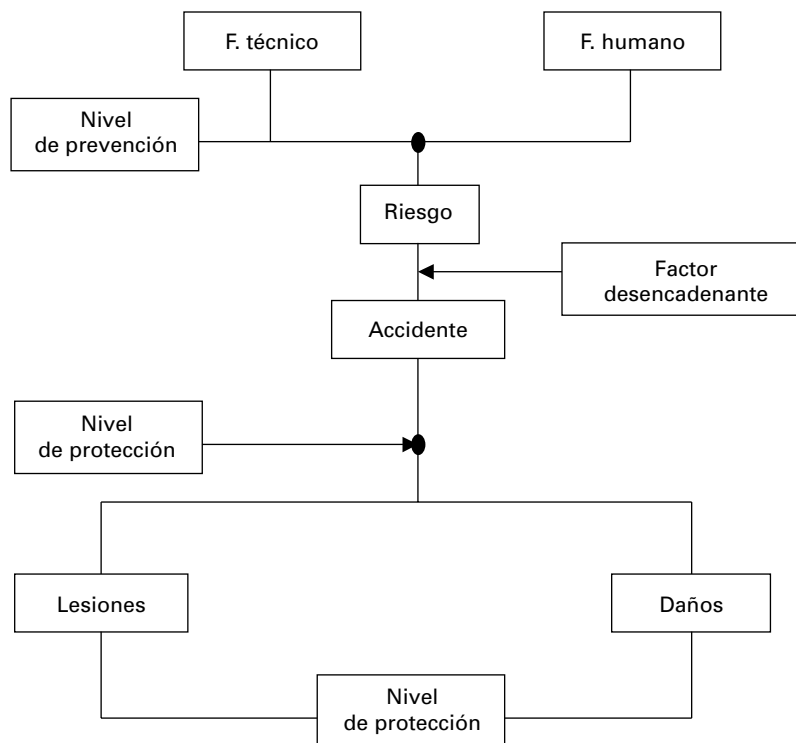 F. técnico
F. humano
Nivel
de prevención
Riesgo
Factor
desencadenante
Accidente
Nivel
de protección
Lesiones
Daños
Nivel
de protección